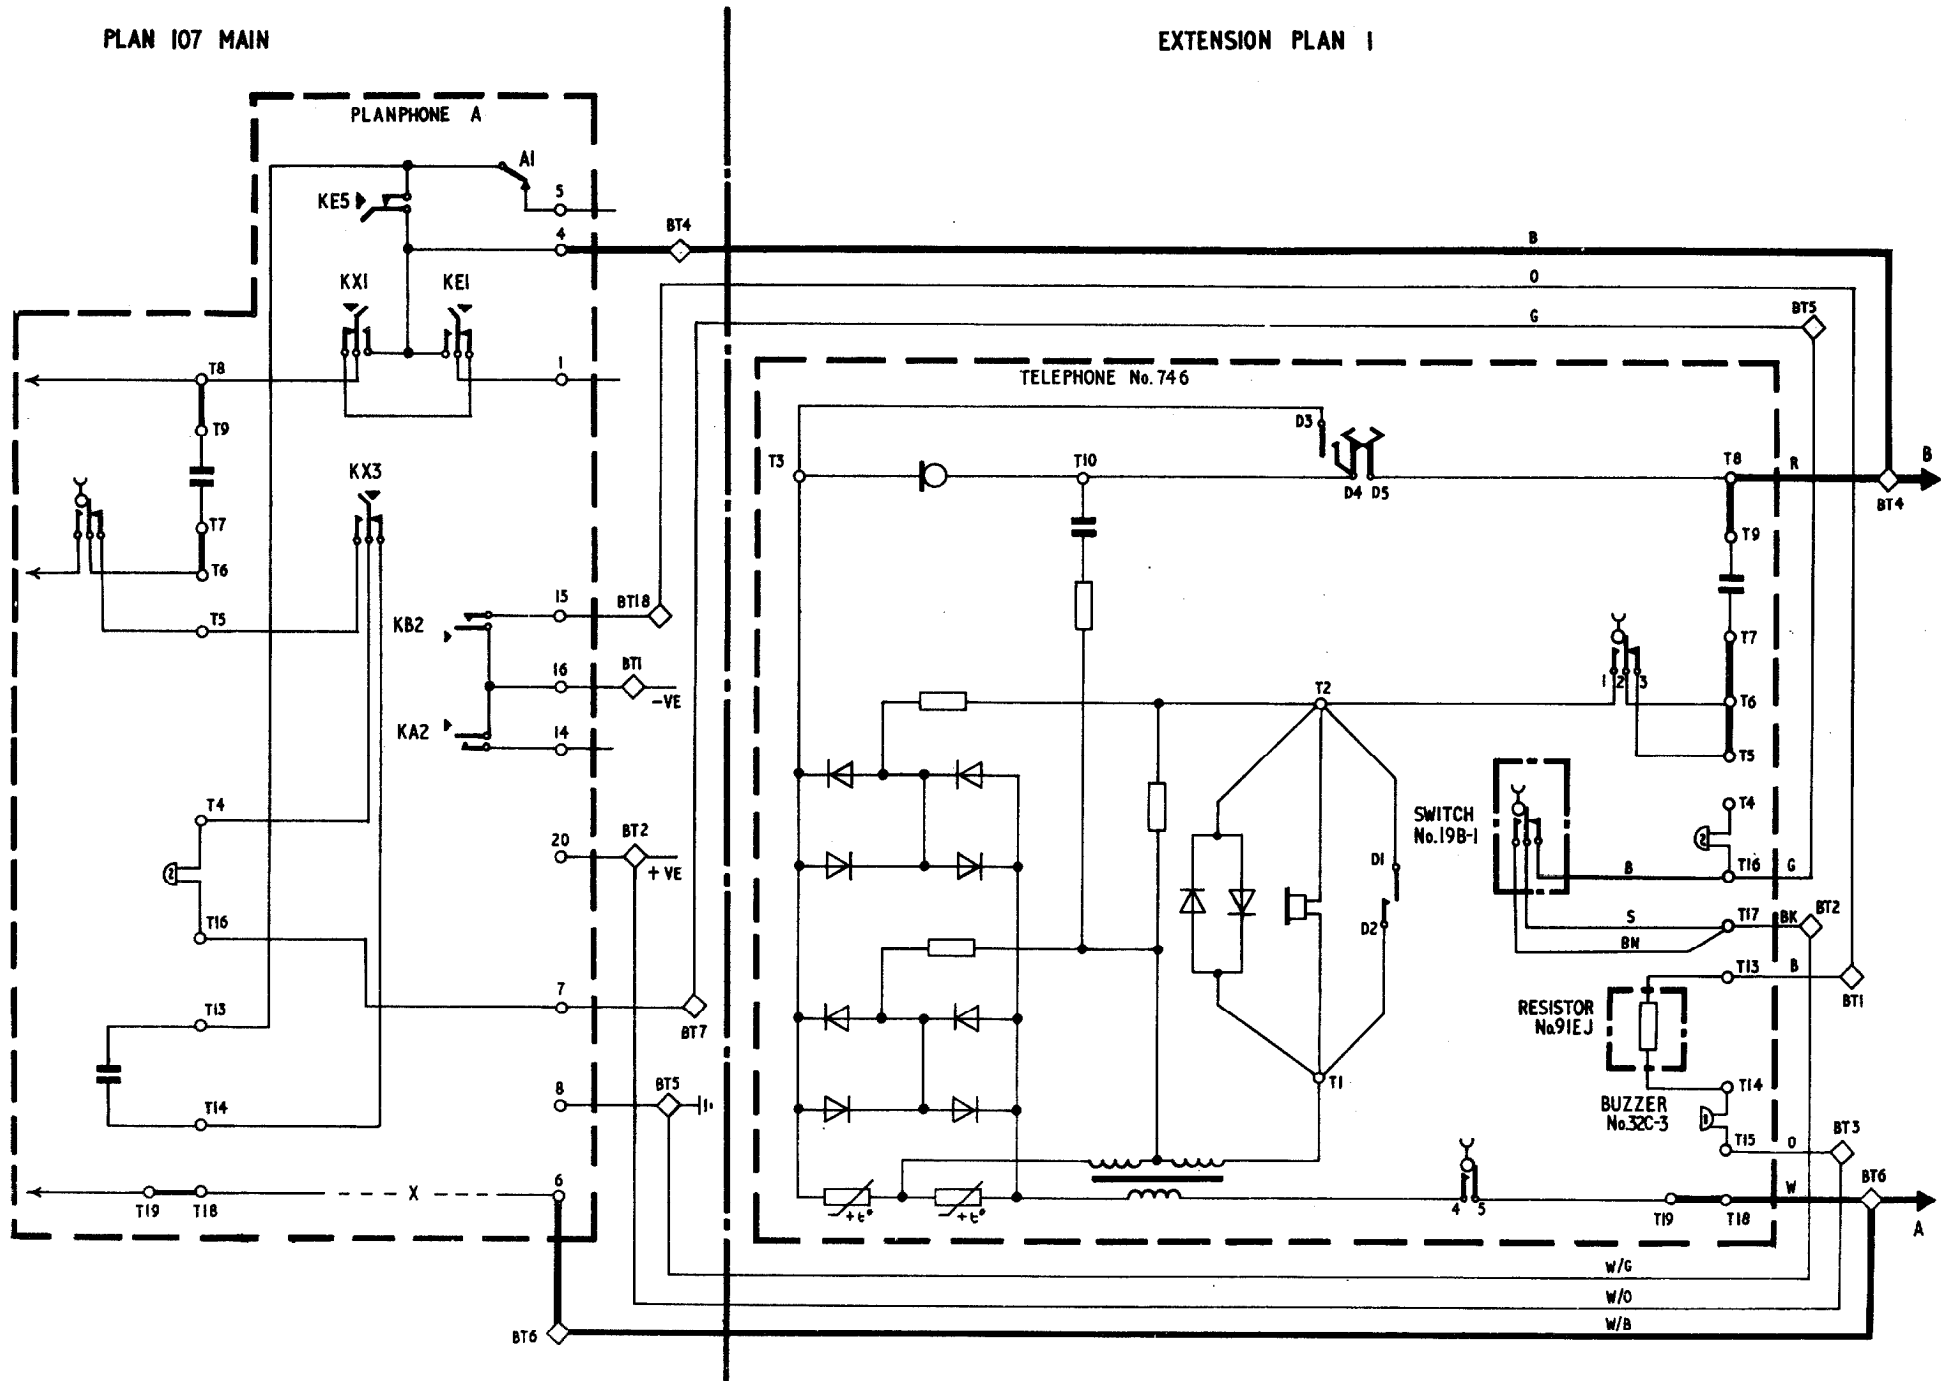 PLAN 107 MAIN
EXTENSION PLAN 1
PLANPHONE A
A1
KE5
5
4
BT4
B
O
G
BT5
KX1
KE1
1
T8
T9
KX3
T7
T6
T5
TELEPHONE No. 746
D3
T3
T10
D4
D5
T8
R
B
BT4
T9
T7
1
2
3
T6
T5
T4
T16
G
KB2
15
BT18
16
BT1
-VE
KA2
14
T2
T4
20
BT2
+VE
T16
SWITCH
No. 19B-1
B
D1
D2
S
BN
T17
BK
BT2
T13
B
BT1
7
BT7
T13
RESISTOR
No 91EJ
T14
8
BT5
T1
T14
BUZZER
No. 32C-3
T15
O
BT3
X
6
T19
T18
+t°
+t°
4
5
T19
T18
W
BT6
A
W/G
W/O
W/B
BT6